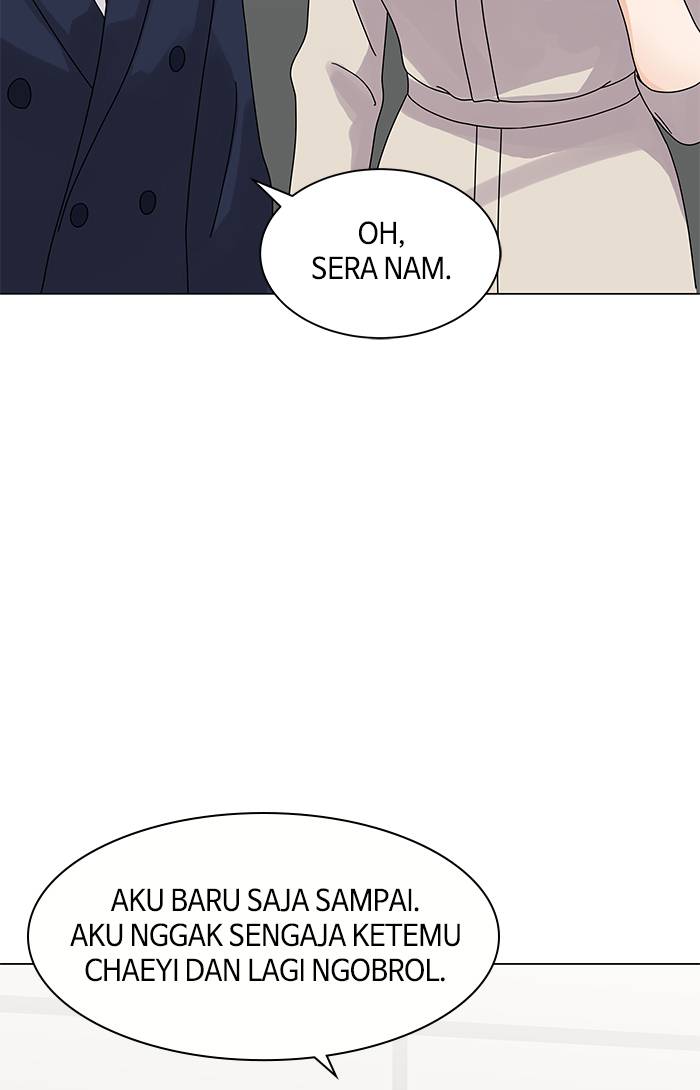 OH,
SERA NAM.
AKU BARU SAJA SAMPAI.
AKU NGGAK SENGAJA KETEMU
CHAEYI DAN LAGI NGOBROL.